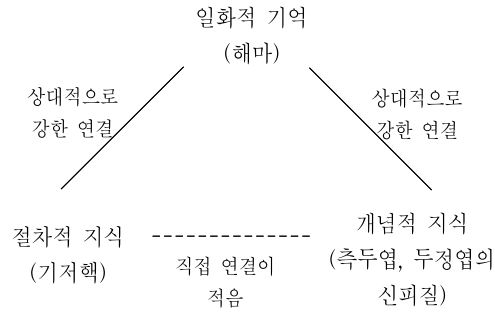 일화적 기억
(해마)
상대적으로
강한 연결
상대적으로
강한 연결
절차적 지식
(기저핵)
직접 연결이
적음
개념적 지식
(측두엽, 두정엽의
신피질)